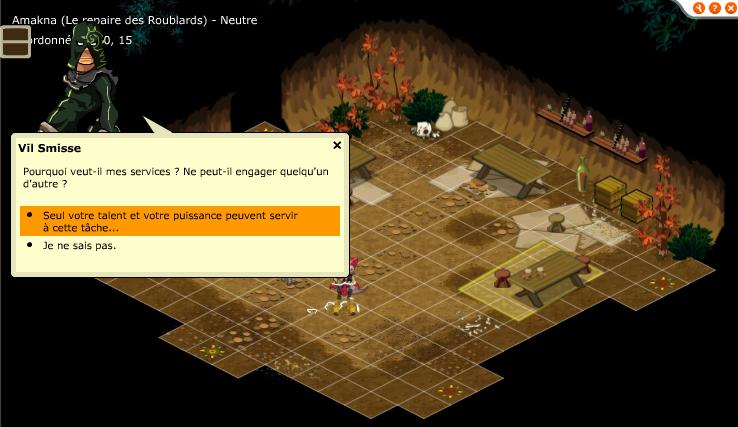 Amakna (Le repaire des Roublards) - Neutre
15
Vil Smisse
Pourquoi veut-il mes services ? Ne peut-il engager quelqu'un
d'autre ?
Seul votre talent et votre puissance peuvent servir
à cette tâche...
Je ne sais pas.